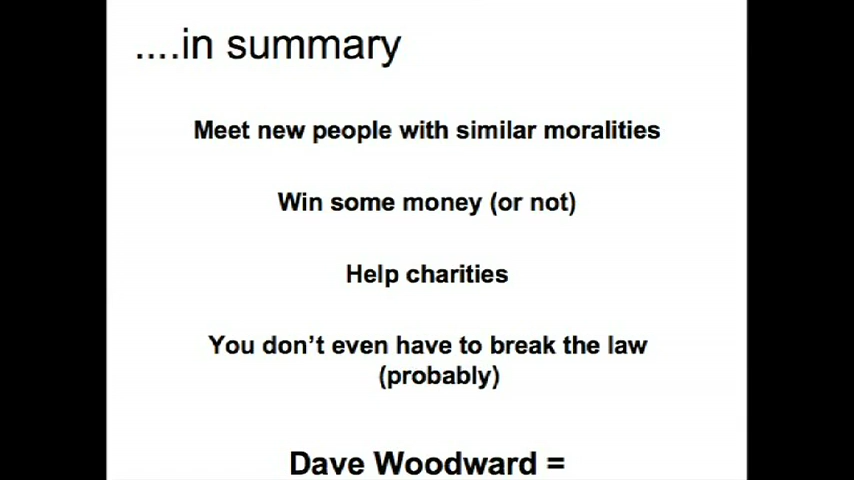 ....in summary
Meet new people with similar moralities
Win some money (or not)
Help charities
You don't even have to break the law
(probably)
Dave Woodward =